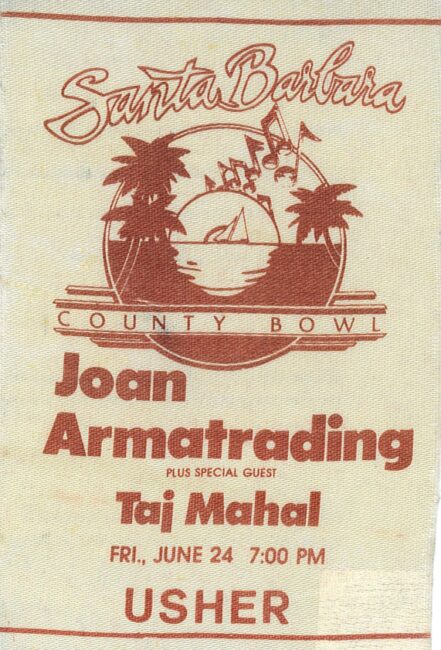 Santa Barbara
COUNTY BOWL
Joan
Armatrading
PLUS SPECIAL GUEST
Taj Mahal
FRI., JUNE 24 7:00 PM
USHER